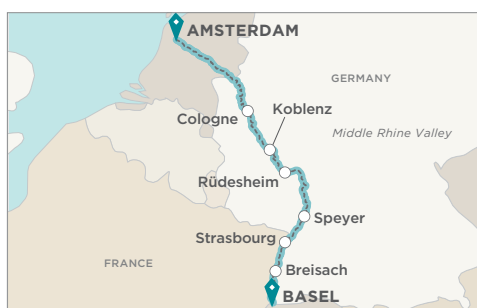 AMSTERDAM
GERMANY
Koblenz
Cologne
Middle Rhine Valley
Rüdesheim
Speyer
Strasbourg
FRANCE
Breisach
BASEL